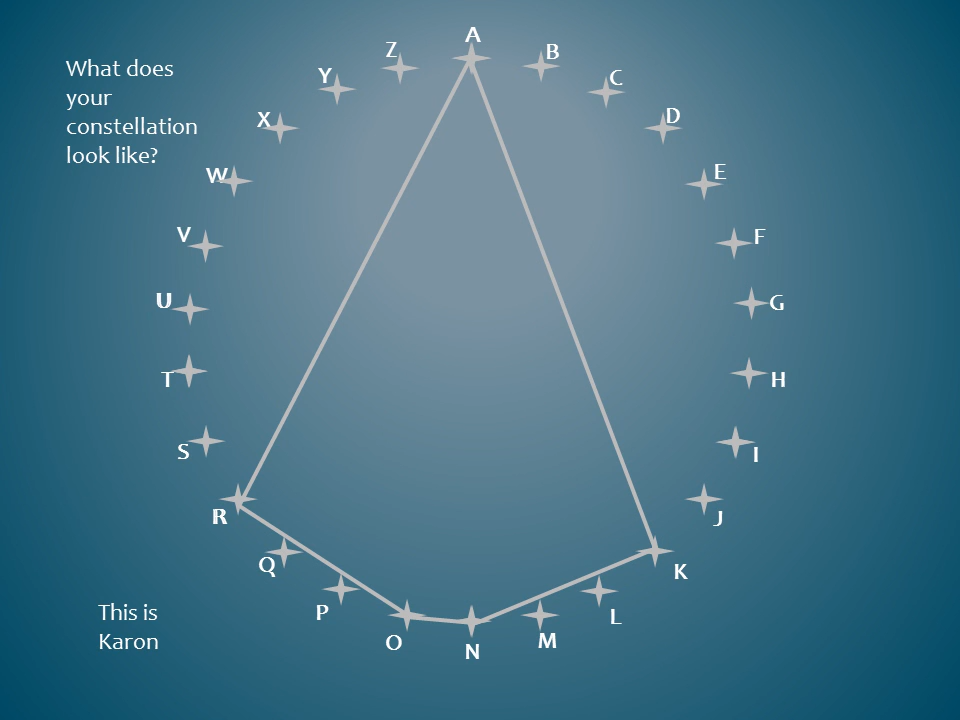 What does
your
constellation
look like?
A
B
C
D
E
F
G
H
I
J
K
L
M
N
O
P
Q
R
S
T
U
V
W
X
Y
Z
This is
Karon